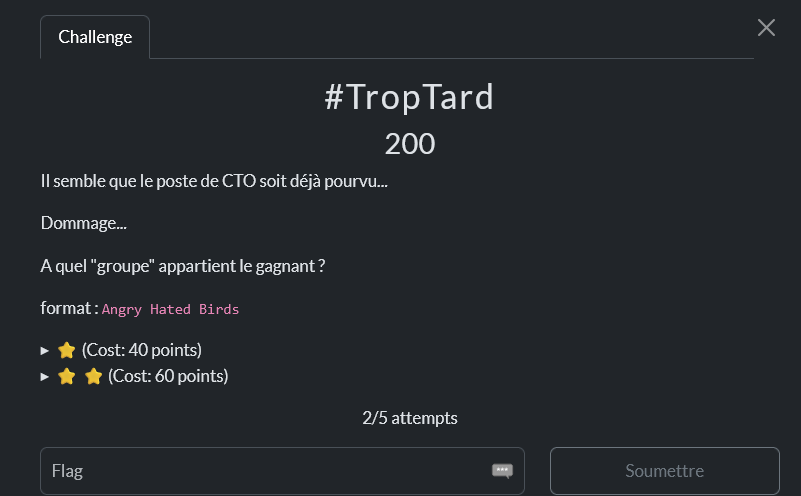 Challenge
#TropTard
200
Il semble que le poste de CTO soit déjà pourvu...
Dommage...
A quel "groupe" appartient le gagnant ?
format : Angry Hated Birds
▸ ⭐ (Cost: 40 points)
▸ ⭐ ⭐ (Cost: 60 points)
2/5 attempts
Flag
Soumettre